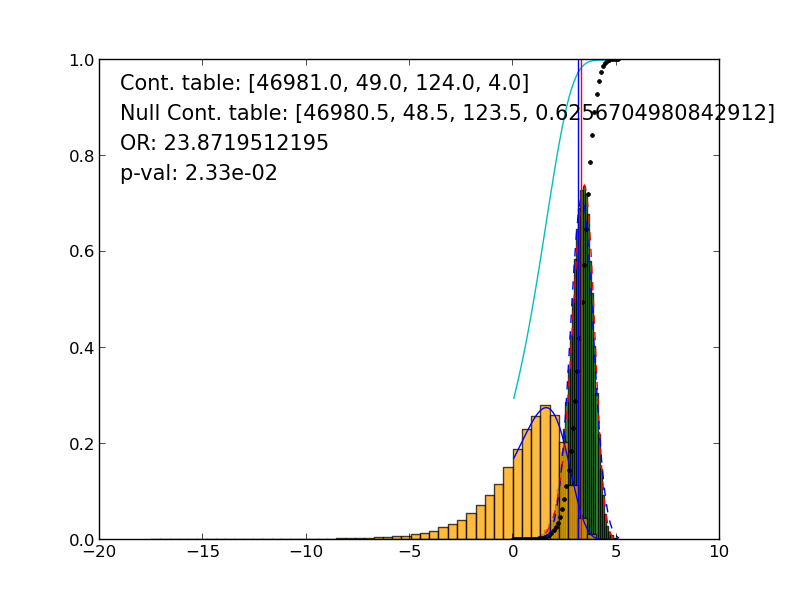 1.0
Cont. table: [46981.0, 49.0, 124.0, 4.0]
Null Cont. table: [46980.5, 48.5, 123.5, 0.6256704980842912]
OR: 23.8719512195
p-val: 2.33e-02
0.8
0.6
0.4
0.2
0.0
−20 −15 −10 −5 0 5 10